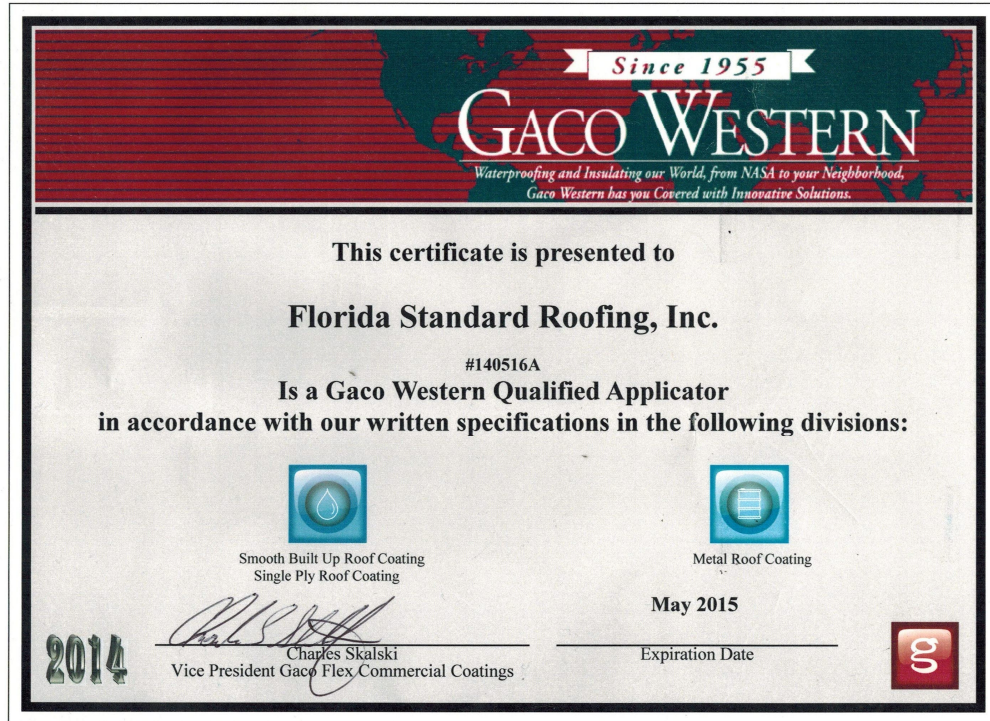 Since 1955
GACO WESTERN
Waterproofing and Insulating our World, from NASA to your Neighborhood,
Gaco Western has you Covered with Innovative Solutions.
This certificate is presented to
Florida Standard Roofing, Inc.
#140516A
Is a Gaco Western Qualified Applicator
in accordance with our written specifications in the following divisions:
Smooth Built Up Roof Coating
Single Ply Roof Coating
Metal Roof Coating
May 2015
2014
Charles Skalski
Vice President Gaco Flex Commercial Coatings
Expiration Date
g